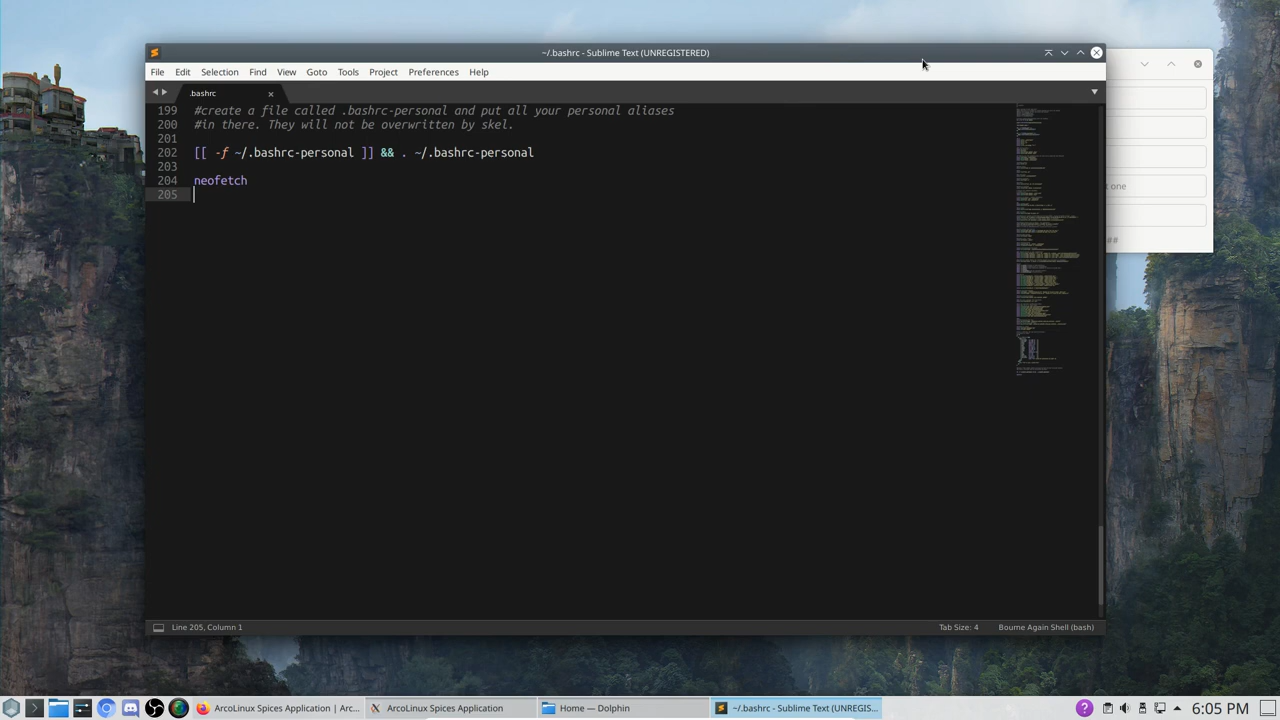 ~/.bashrc - Sublime Text (UNREGISTERED)
File Edit Selection Find View Goto Tools Project Preferences Help
.bashrc
199 #create a file called .bashrc-personal and put all your personal aliases
200 #in there. They will not be overwritten by skel.
201
202 [[ -f ~/.bashrc-personal ]] && . ~/.bashrc-personal
203
204 neofetch
205
t one
##
Line 205, Column 1 Tab Size: 4 Bourne Again Shell (bash)
ArcoLinux Spices Application | Arc... ArcoLinux Spices Application Home — Dolphin ~/.bashrc - Sublime Text (UNREGIS... 6:05 PM